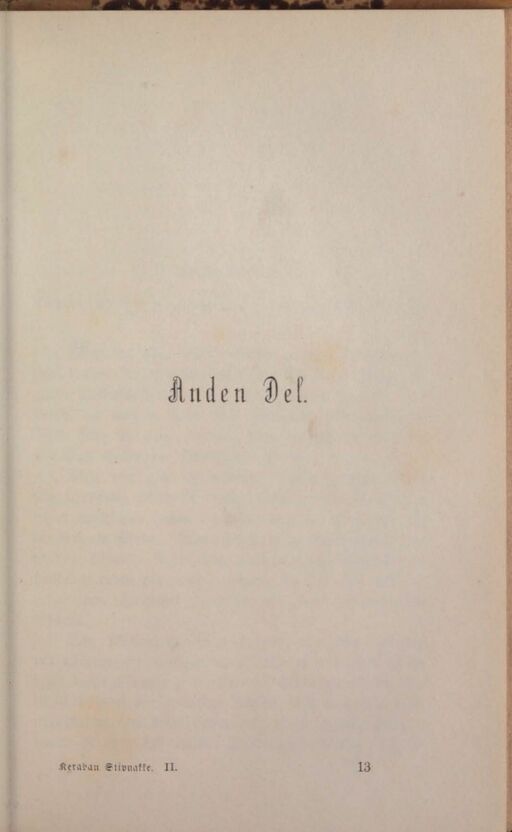 Anden Del.
Keraban Stivnakke. II. 13